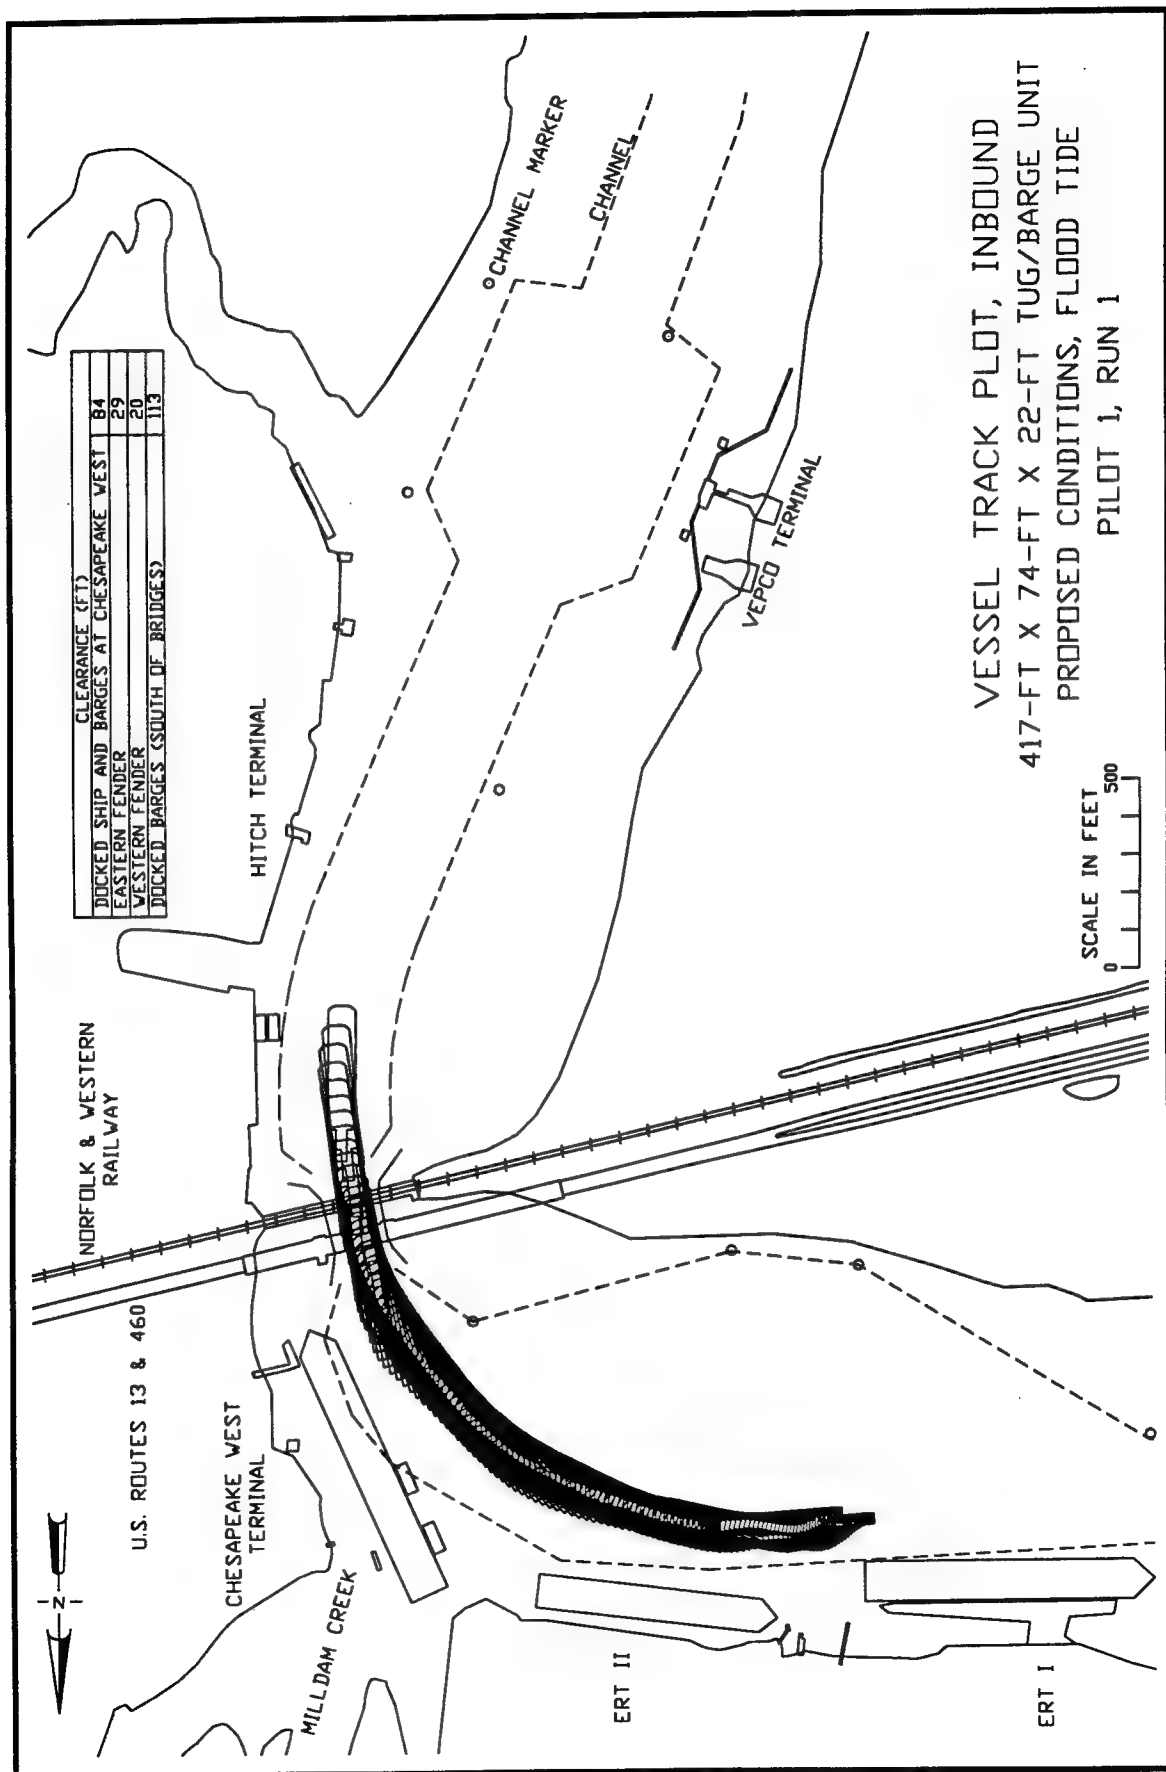 CLEARANCE (FT)
DOCKED SHIP AND BARGES AT CHESAPEAKE WEST 84
EASTERN FENDER 29
WESTERN FENDER 20
DOCKED BARGES (SOUTH OF BRIDGES) 113
NORFOLK & WESTERN
RAILWAY
HITCH TERMINAL
CHANNEL MARKER
CHANNEL
U.S. ROUTES 13 & 460
CHESAPEAKE WEST
TERMINAL
N
MILLDAM CREEK
VEPCO TERMINAL
ERT II
ERT I
SCALE IN FEET
0 500
VESSEL TRACK PLOT, INBOUND
417-FT X 74-FT X 22-FT TUG/BARGE UNIT
PROPOSED CONDITIONS, FLOOD TIDE
PILOT 1, RUN 1